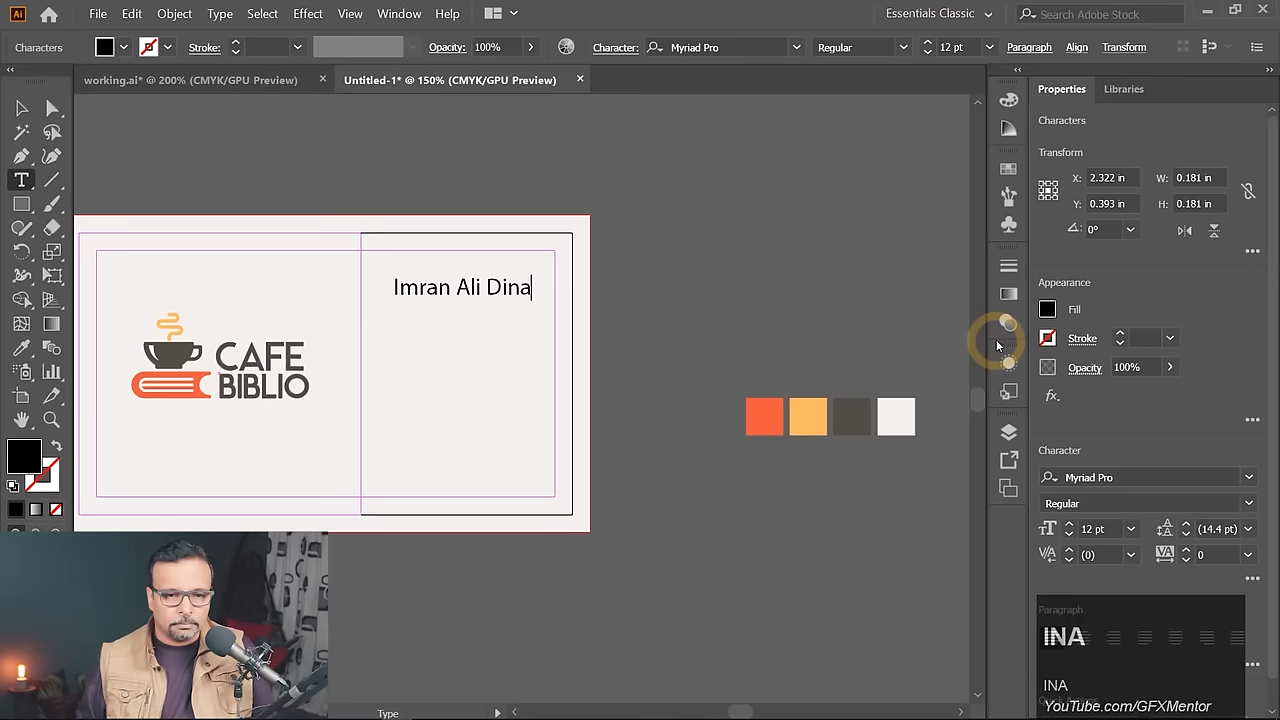 Ai File Edit Object Type Select Effect View Window Help Essentials Classic Search Adobe Stock
Characters Stroke: Opacity: 100% Character: Myriad Pro Regular 12 pt Paragraph Align Transform
working.ai* @ 200% (CMYK/GPU Preview) Untitled-1* @ 150% (CMYK/GPU Preview)
Properties Libraries
Characters
Transform
X: 2.322 in W: 0.181 in
Y: 0.393 in H: 0.181 in
0°
Appearance
Fill
Stroke
Opacity 100%
fx.
Character
Myriad Pro
Regular
12 pt (14.4 pt)
(0) 0
Paragraph
INA
INA
Quick Actions
YouTube.com/GFXMentor
Imran Ali Dina
CAFE
BIBLIO
Type